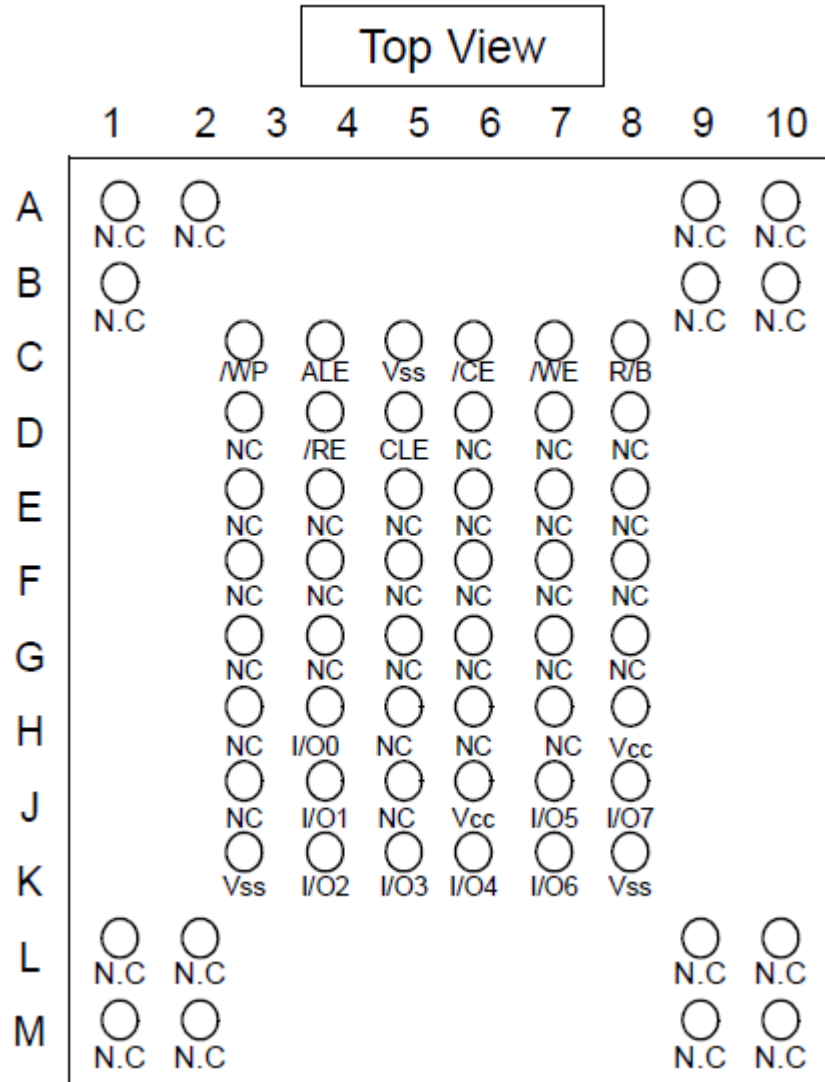 Top View
1 2 3 4 5 6 7 8 9 10
A
N.C N.C N.C N.C
B
N.C N.C N.C
C
/WP ALE Vss /CE /WE R/B
D
NC /RE CLE NC NC NC
E
NC NC NC NC NC NC
F
NC NC NC NC NC NC
G
NC NC NC NC NC NC
H
NC I/O0 NC NC NC Vcc
J
NC I/O1 NC Vcc I/O5 I/O7
K
Vss I/O2 I/O3 I/O4 I/O6 Vss
L
N.C N.C N.C N.C
M
N.C N.C N.C N.C